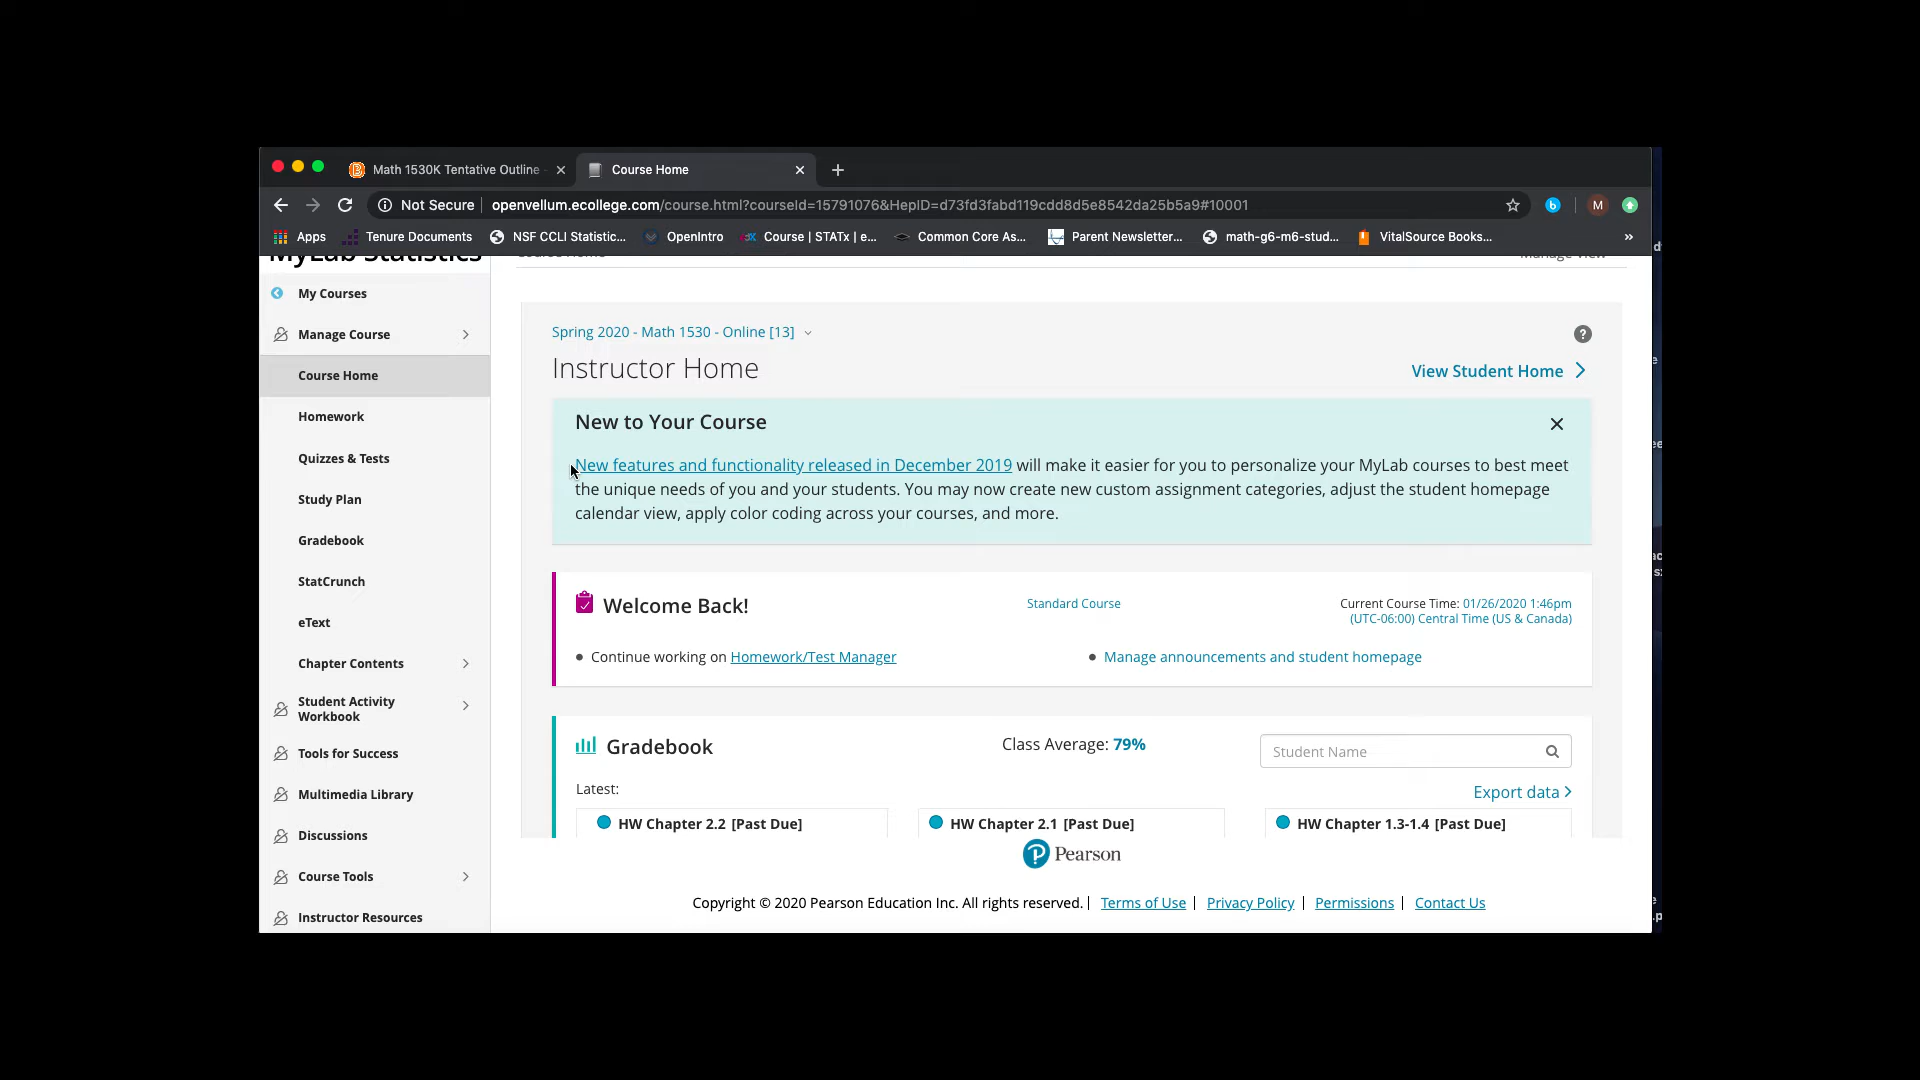 Math 1530K Tentative Outline
Course Home
Not Secure
openvellum.ecollege.com/course.html?courseId=15791076&HepID=d73fd3fabd119cdd8d5e8542da25b5a9#10001
M
Apps
Tenure Documents
NSF CCLI Statistic...
OpenIntro
Course | STATx | e...
Common Core As...
Parent Newsletter...
math-g6-m6-stud...
VitalSource Books...
»
MyLab Statistics
Course Home
Manage View
My Courses
Manage Course
Course Home
Homework
Quizzes & Tests
Study Plan
Gradebook
StatCrunch
eText
Chapter Contents
Student Activity
Workbook
Tools for Success
Multimedia Library
Discussions
Course Tools
Instructor Resources
Spring 2020 - Math 1530 - Online [13]
?
Instructor Home
View Student Home
New to Your Course
New features and functionality released in December 2019 will make it easier for you to personalize your MyLab courses to best meet
the unique needs of you and your students. You may now create new custom assignment categories, adjust the student homepage
calendar view, apply color coding across your courses, and more.
Welcome Back!
Standard Course
Current Course Time: 01/26/2020 1:46pm
(UTC-06:00) Central Time (US & Canada)
• Continue working on Homework/Test Manager
• Manage announcements and student homepage
Gradebook
Class Average: 79%
Student Name
Latest:
Export data
HW Chapter 2.2 [Past Due]
HW Chapter 2.1 [Past Due]
HW Chapter 1.3-1.4 [Past Due]
Pearson
Copyright © 2020 Pearson Education Inc. All rights reserved. | Terms of Use | Privacy Policy | Permissions | Contact Us